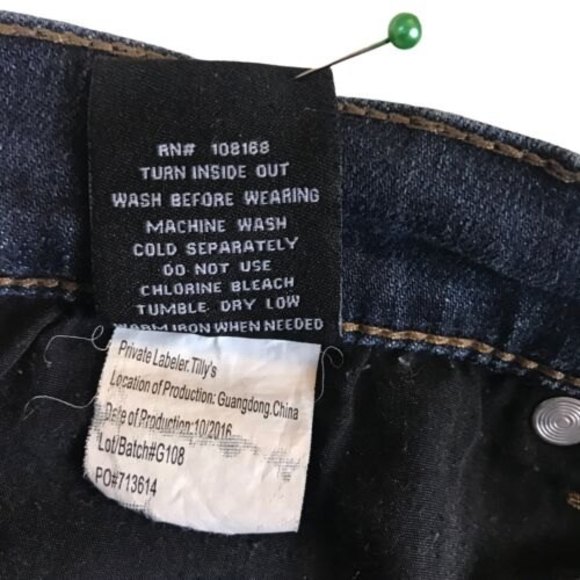 RN# 108168
TURN INSIDE OUT
WASH BEFORE WEARING
MACHINE WASH
COLD SEPARATELY
DO NOT USE
CHLORINE BLEACH
TUMBLE DRY LOW
WARM IRON WHEN NEEDED
Private Labeler:Tilly's
Location of Production: Guangdong,China
Date of Production:10/2016
Lot/Batch#G108
PO#713614